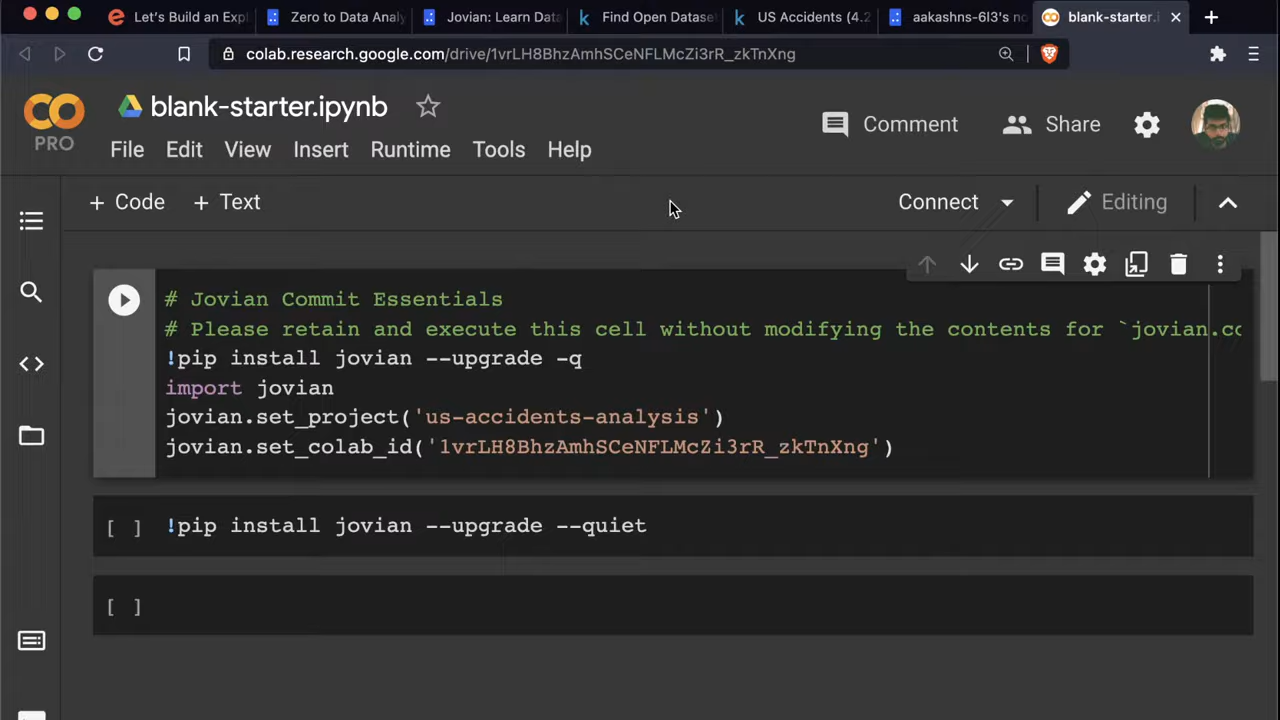 Let's Build an Expl
Zero to Data Analy
Jovian: Learn Data
Find Open Dataset
US Accidents (4.2
aakashns-6l3's no
blank-starter.i
colab.research.google.com/drive/1vrLH8BhzAmhSCeNFLMcZi3rR_zkTnXng
blank-starter.ipynb
PRO
Comment
Share
File Edit View Insert Runtime Tools Help
+ Code + Text
Connect
Editing
# Jovian Commit Essentials
# Please retain and execute this cell without modifying the contents for `jovian.co
!pip install jovian --upgrade -q
import jovian
jovian.set_project('us-accidents-analysis')
jovian.set_colab_id('1vrLH8BhzAmhSCeNFLMcZi3rR_zkTnXng')
[ ] !pip install jovian --upgrade --quiet
[ ]